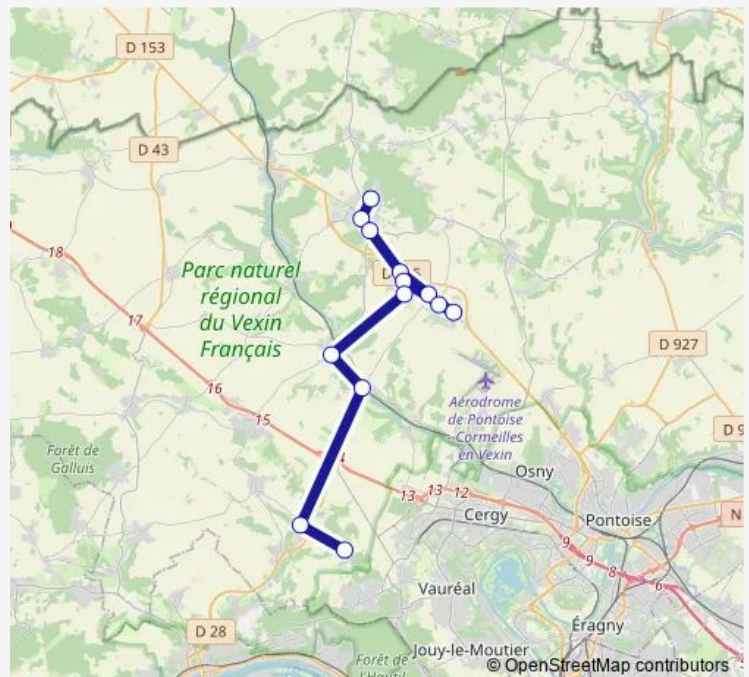 D 153
D 43
18
Parc naturel
régional
du Vexin
Français
17
D 927
16
15
Aérodrome
de Pontoise
- Cormeilles
en Vexin
D 9
Forêt de
Galluis
Osny
13
13
12
N
Cergy
Pontoise
9
9
8
6
Vauréal
Éragny
D 28
Jouy-le-Moutier
Forêt de
l'Hautil
© OpenStreetMap contributors